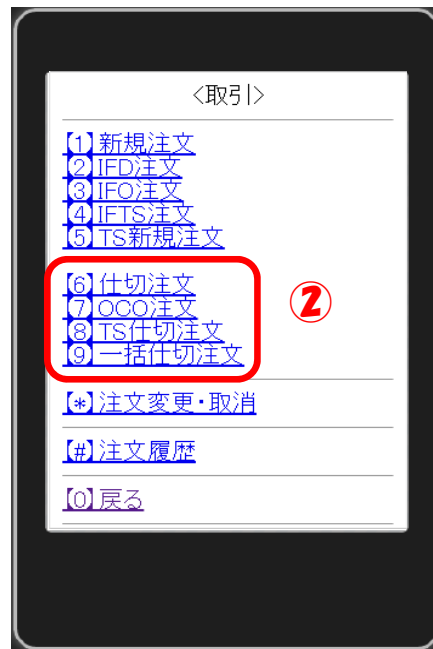 <取引>
【1】新規注文
【2】IFD注文
【3】IFO注文
【4】IFTS注文
【5】TS新規注文
【6】仕切注文
【7】OCO注文
【8】TS仕切注文
【9】一括仕切注文
②
【*】注文変更・取消
【#】注文履歴
【0】戻る